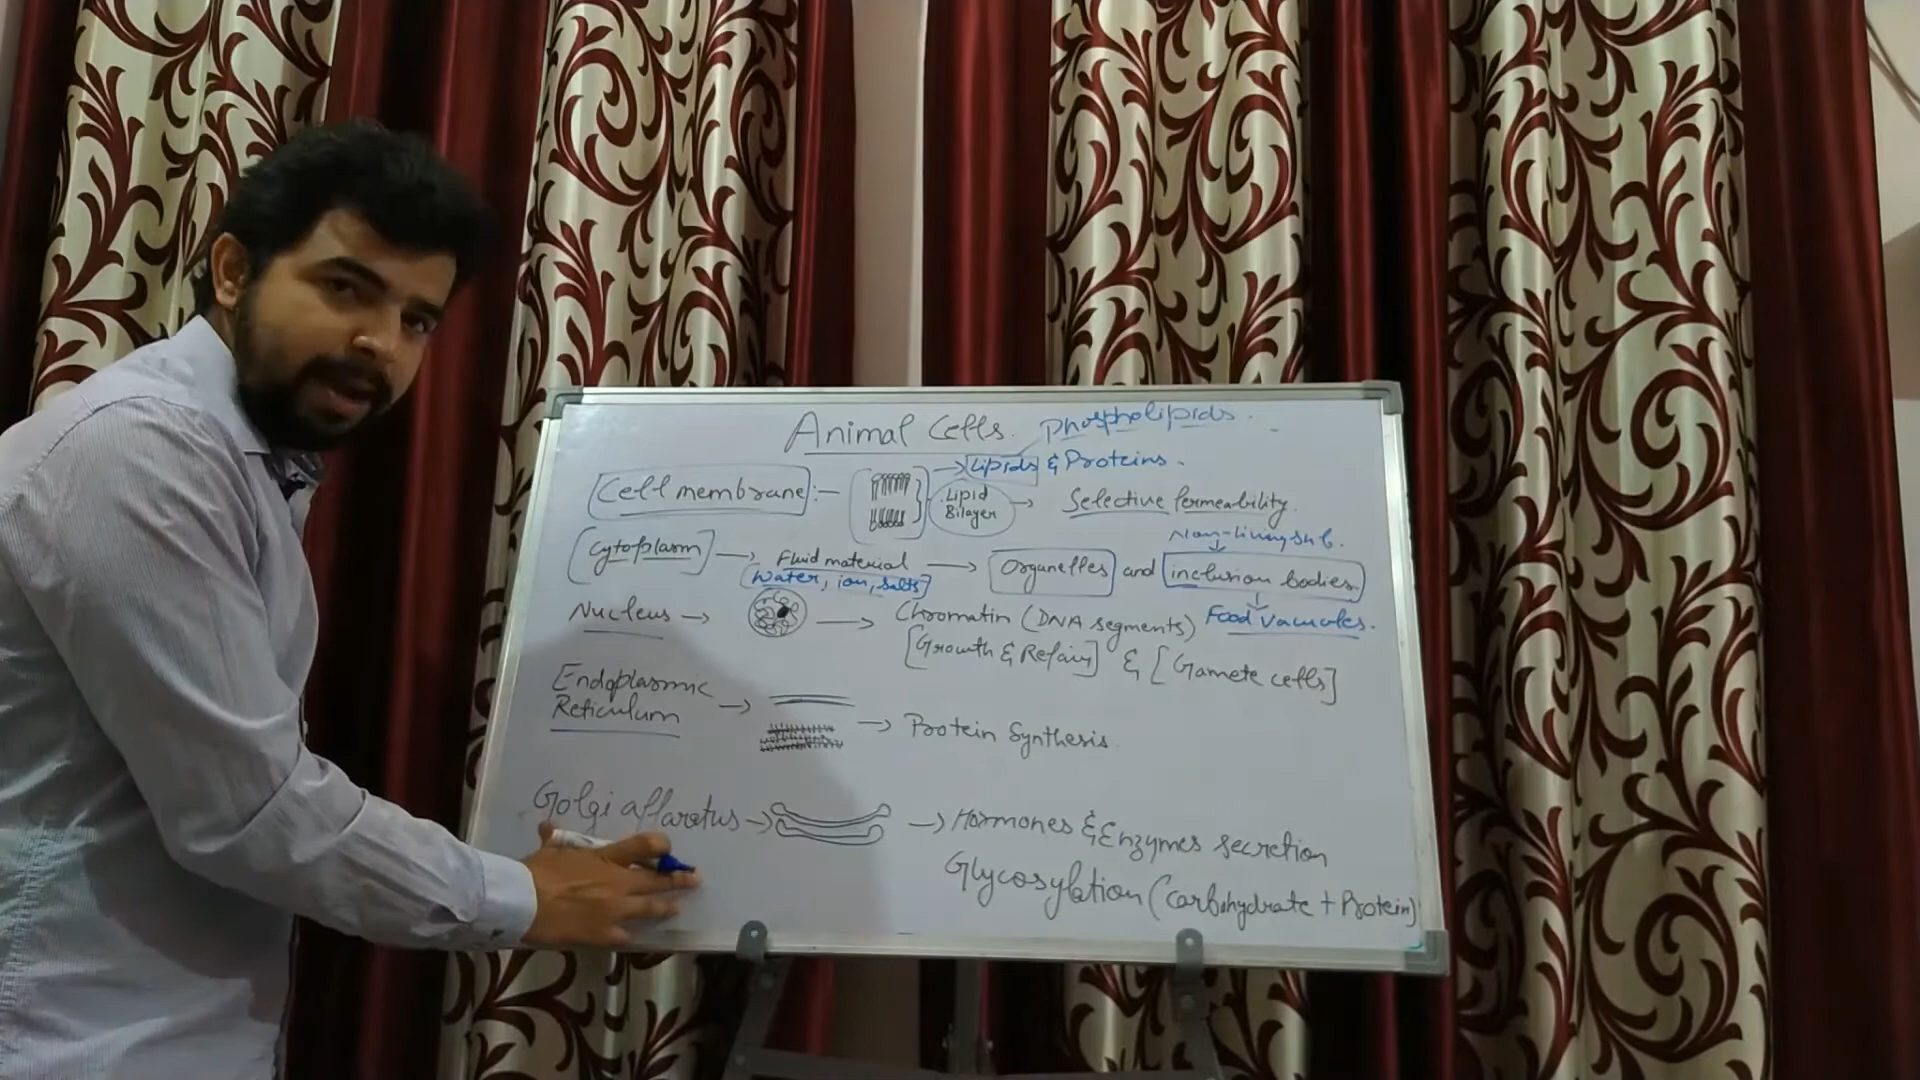 Animal Cells. Phospholipids.
→ Lipids & Proteins.
Cell membrane :- Lipid Bilayer → Selective permeability.
Non-living sub.
Cytoplasm → Fluid material → Organelles and inclusion bodies.
Water, ion, salts
Nucleus → → Chromatin (DNA segments) Food vacuoles.
[Growth & Repair] & [Gamete cells]
Endoplasmic
Reticulum → → Protein Synthesis.
Golgi apparatus → → Hormones & Enzymes secretion
Glycosylation (carbohydrate + Protein)